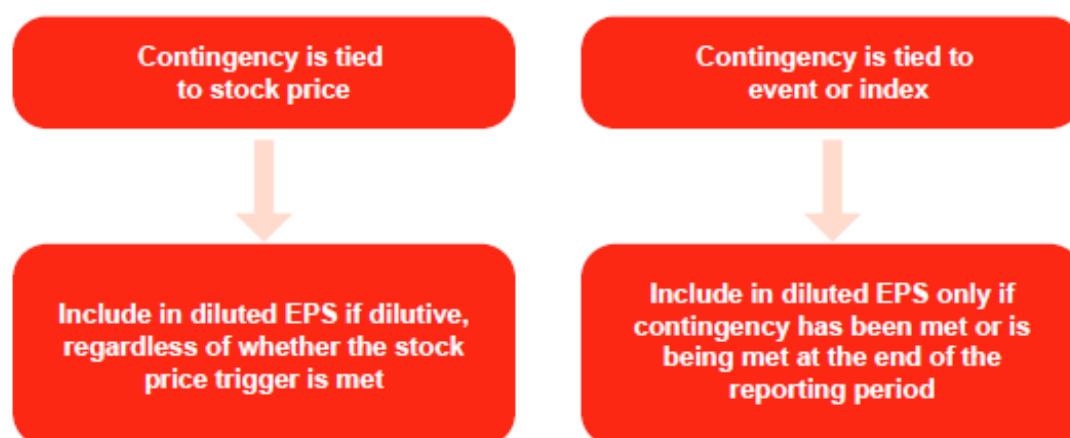 Contingency is tied
to stock price
Contingency is tied to
event or index
Include in diluted EPS if dilutive,
regardless of whether the stock
price trigger is met
Include in diluted EPS only if
contingency has been met or is
being met at the end of the
reporting period